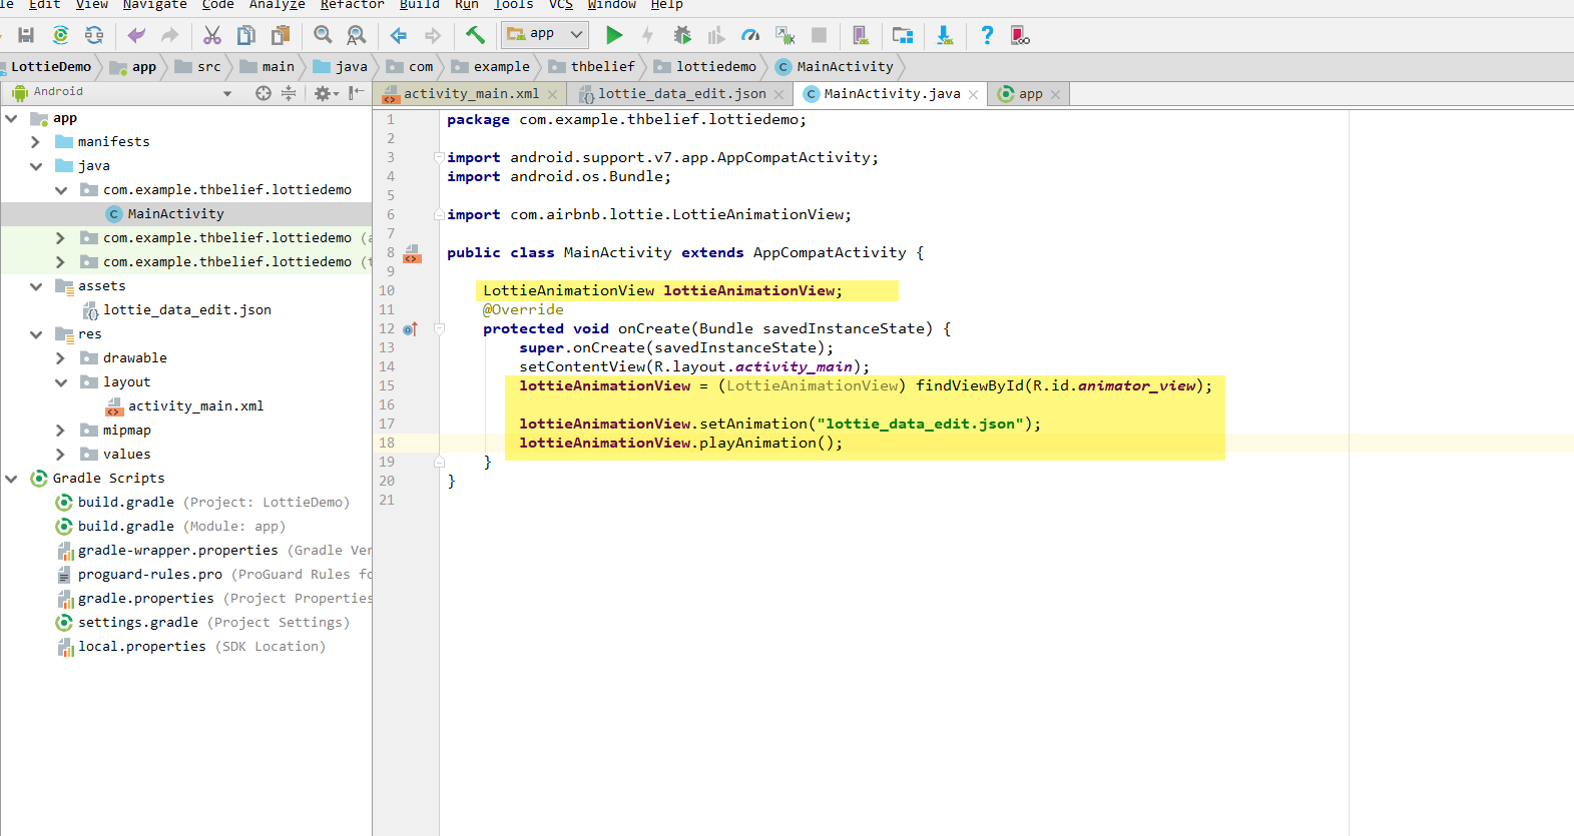 le Edit View Navigate Code Analyze Refactor Build Run Tools VCS Window Help
app
LottieDemo app src main java com example thbelief lottiedemo MainActivity
Android
activity_main.xml lottie_data_edit.json MainActivity.java app
app
manifests
java
com.example.thbelief.lottiedemo
MainActivity
com.example.thbelief.lottiedemo (a
com.example.thbelief.lottiedemo (t
assets
lottie_data_edit.json
res
drawable
layout
activity_main.xml
mipmap
values
Gradle Scripts
build.gradle (Project: LottieDemo)
build.gradle (Module: app)
gradle-wrapper.properties (Gradle Ver
proguard-rules.pro (ProGuard Rules fo
gradle.properties (Project Properties
settings.gradle (Project Settings)
local.properties (SDK Location)
1 package com.example.thbelief.lottiedemo;
2
3 import android.support.v7.app.AppCompatActivity;
4 import android.os.Bundle;
5
6 import com.airbnb.lottie.LottieAnimationView;
7
8 public class MainActivity extends AppCompatActivity {
9
10 LottieAnimationView lottieAnimationView;
11 @Override
12 protected void onCreate(Bundle savedInstanceState) {
13 super.onCreate(savedInstanceState);
14 setContentView(R.layout.activity_main);
15 lottieAnimationView = (LottieAnimationView) findViewById(R.id.animator_view);
16
17 lottieAnimationView.setAnimation("lottie_data_edit.json");
18 lottieAnimationView.playAnimation();
19 }
20 }
21